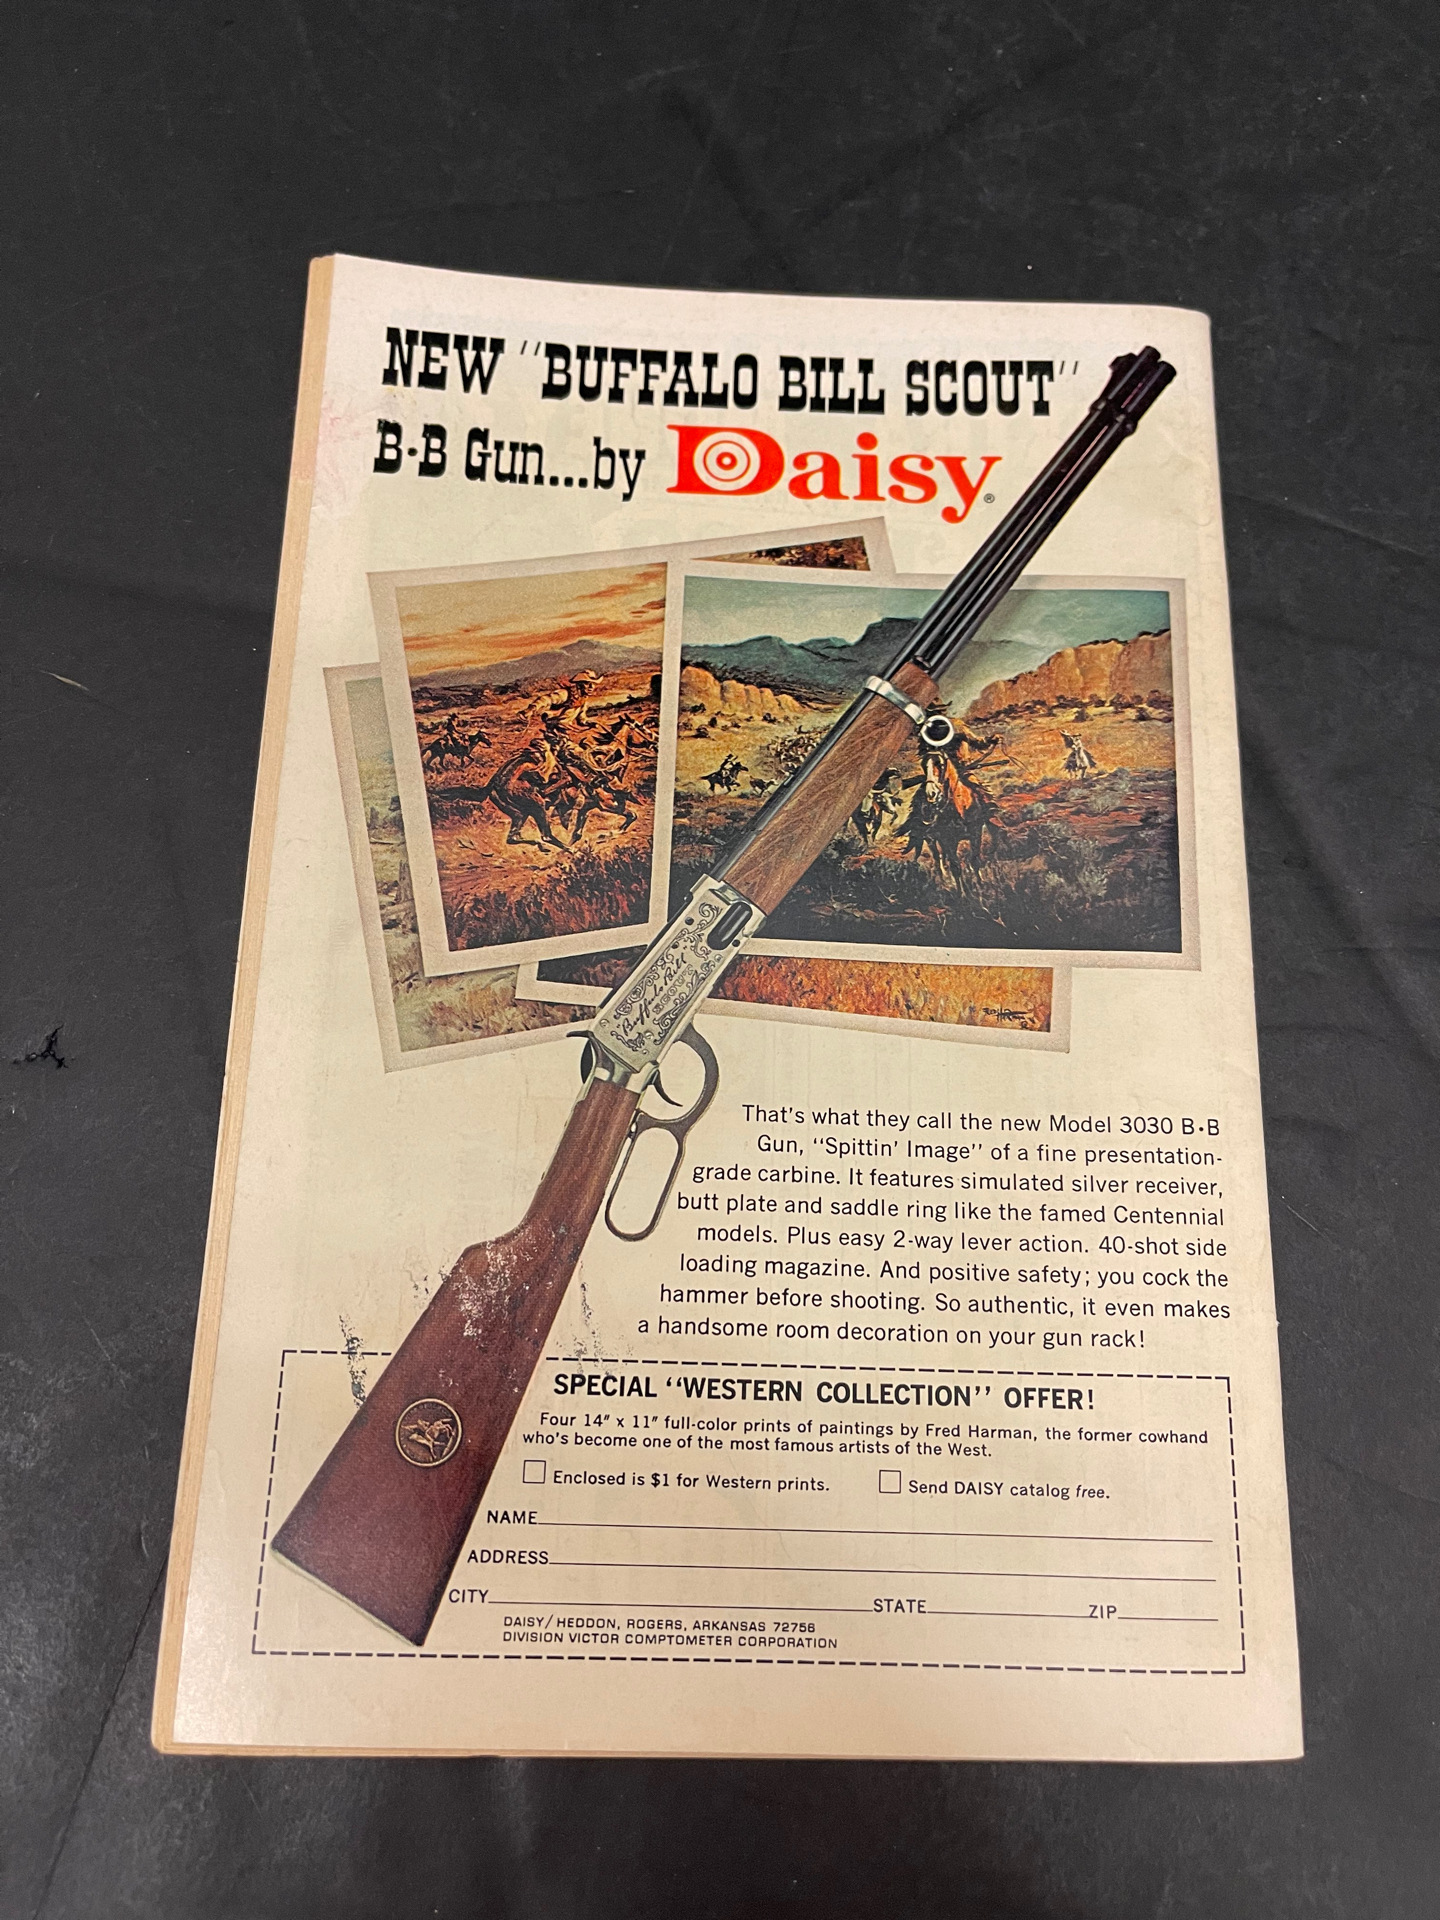 NEW "BUFFALO BILL SCOUT"
B·B Gun...by Daisy®
"Buffalo Bill"
SCOUT
That's what they call the new Model 3030 B·B
Gun, "Spittin' Image" of a fine presentation-
grade carbine. It features simulated silver receiver,
butt plate and saddle ring like the famed Centennial
models. Plus easy 2-way lever action. 40-shot side
loading magazine. And positive safety; you cock the
hammer before shooting. So authentic, it even makes
a handsome room decoration on your gun rack!
SPECIAL "WESTERN COLLECTION" OFFER!
Four 14" x 11" full-color prints of paintings by Fred Harman, the former cowhand
who's become one of the most famous artists of the West.
Enclosed is $1 for Western prints. Send DAISY catalog free.
NAME
ADDRESS
CITY STATE ZIP
DAISY/HEDDON, ROGERS, ARKANSAS 72756
DIVISION VICTOR COMPTOMETER CORPORATION